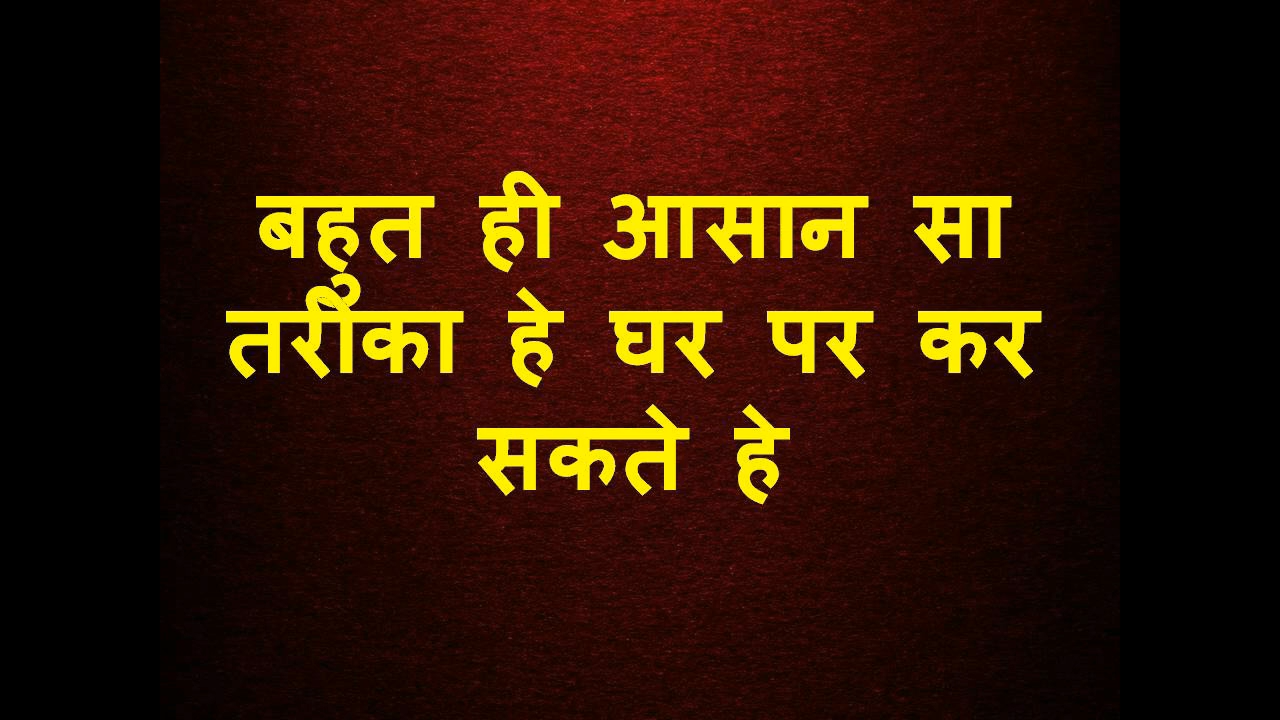 बहुत ही आसान सा
तरीका हे घर पर कर
सकते हे